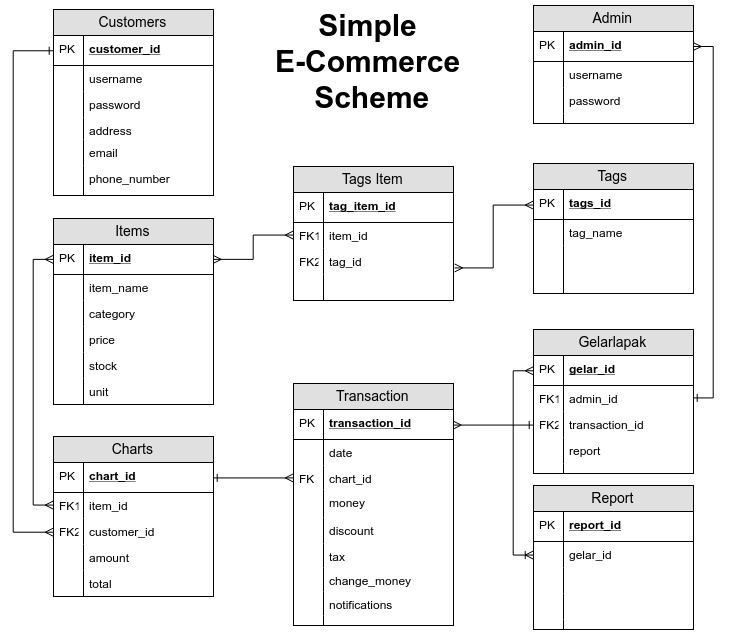 Simple
E-Commerce
Scheme
Customers
PK customer_id
username
password
address
email
phone_number
Admin
PK admin_id
username
password
Tags Item
PK tag_item_id
FK1 item_id
FK2 tag_id
Tags
PK tags_id
tag_name
Items
PK item_id
item_name
category
price
stock
unit
Gelarlapak
PK gelar_id
FK1 admin_id
FK2 transaction_id
report
Transaction
PK transaction_id
date
FK chart_id
money
discount
tax
change_money
notifications
Charts
PK chart_id
FK1 item_id
FK2 customer_id
amount
total
Report
PK report_id
gelar_id